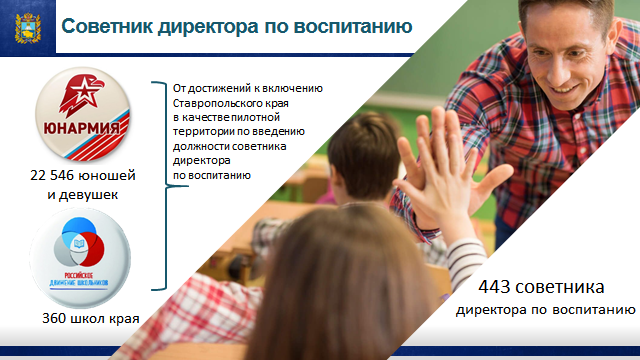 Советник директора по воспитанию
ЮНАРМИЯ
22 546 юношей
и девушек
РОССИЙСКОЕ
ДВИЖЕНИЕ ШКОЛЬНИКОВ
360 школ края
От достижений к включению
Ставропольского края
в качестве пилотной
территории по введению
должности советника
директора
по воспитанию
443 советника
директора по воспитанию